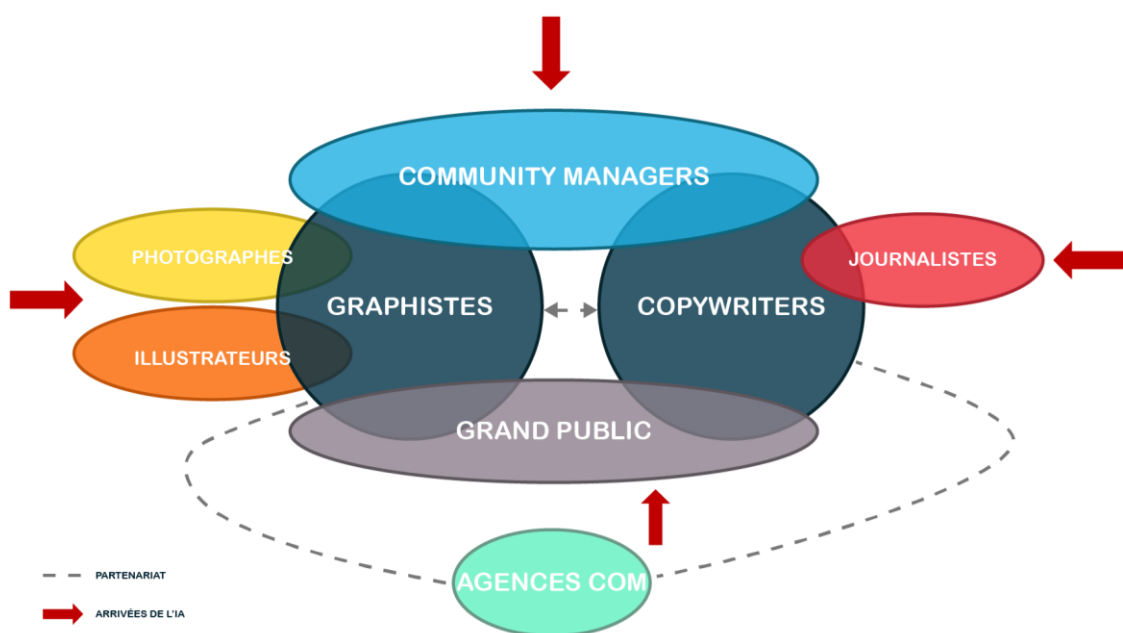 COMMUNITY MANAGERS
PHOTOGRAPHES
JOURNALISTES
GRAPHISTES
COPYWRITERS
ILLUSTRATEURS
GRAND PUBLIC
AGENCES COM
PARTENARIAT
ARRIVÉES DE L'IA